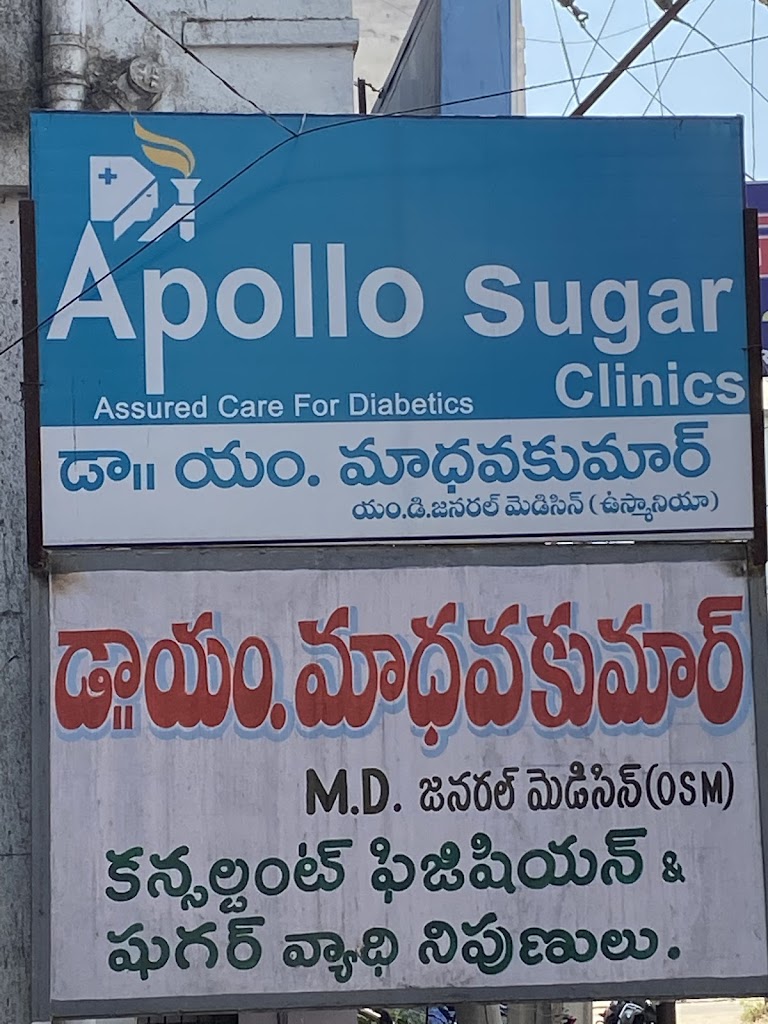 Apollo Sugar
Clinics
Assured Care For Diabetics
డా॥ యం. మాధవకుమార్
యం.డి.జనరల్ మెడిసిన్ (ఉస్మానియా)
డా॥యం. మాధవకుమార్
M.D. జనరల్ మెడిసిన్(OSM)
కన్సల్టంట్ ఫిజిషియన్ &
షుగర్ వ్యాధి నిపుణులు.